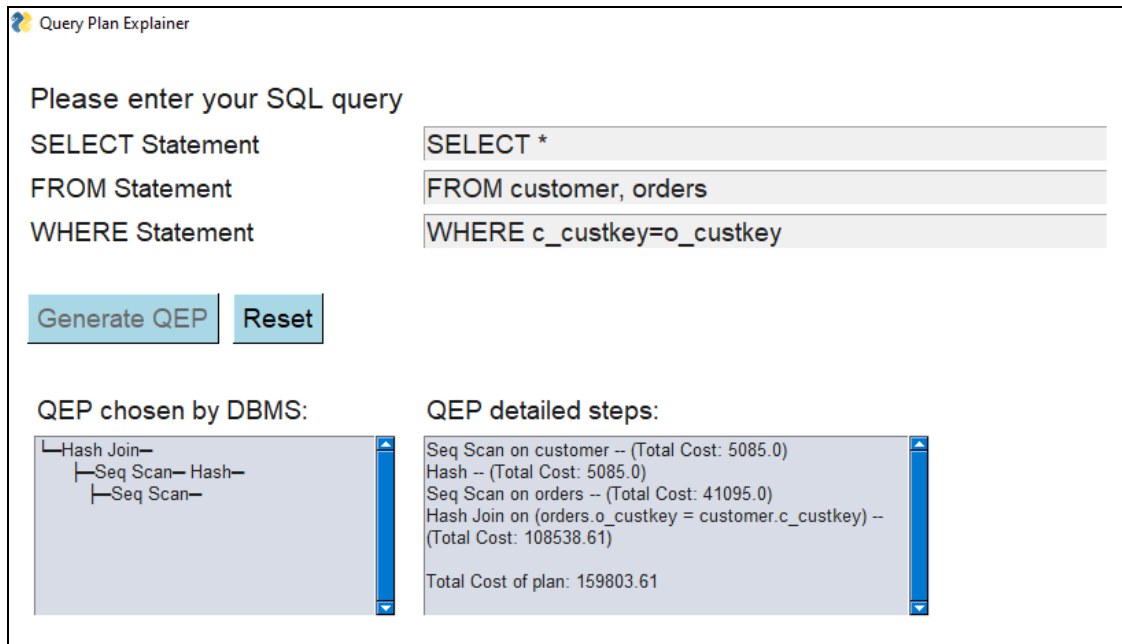 Query Plan Explainer
Please enter your SQL query
SELECT Statement SELECT *
FROM Statement FROM customer, orders
WHERE Statement WHERE c_custkey=o_custkey
Generate QEP Reset
QEP chosen by DBMS:
└─Hash Join─
├─Seq Scan─ Hash─
├─Seq Scan─
QEP detailed steps:
Seq Scan on customer -- (Total Cost: 5085.0)
Hash -- (Total Cost: 5085.0)
Seq Scan on orders -- (Total Cost: 41095.0)
Hash Join on (orders.o_custkey = customer.c_custkey) --
(Total Cost: 108538.61)
Total Cost of plan: 159803.61